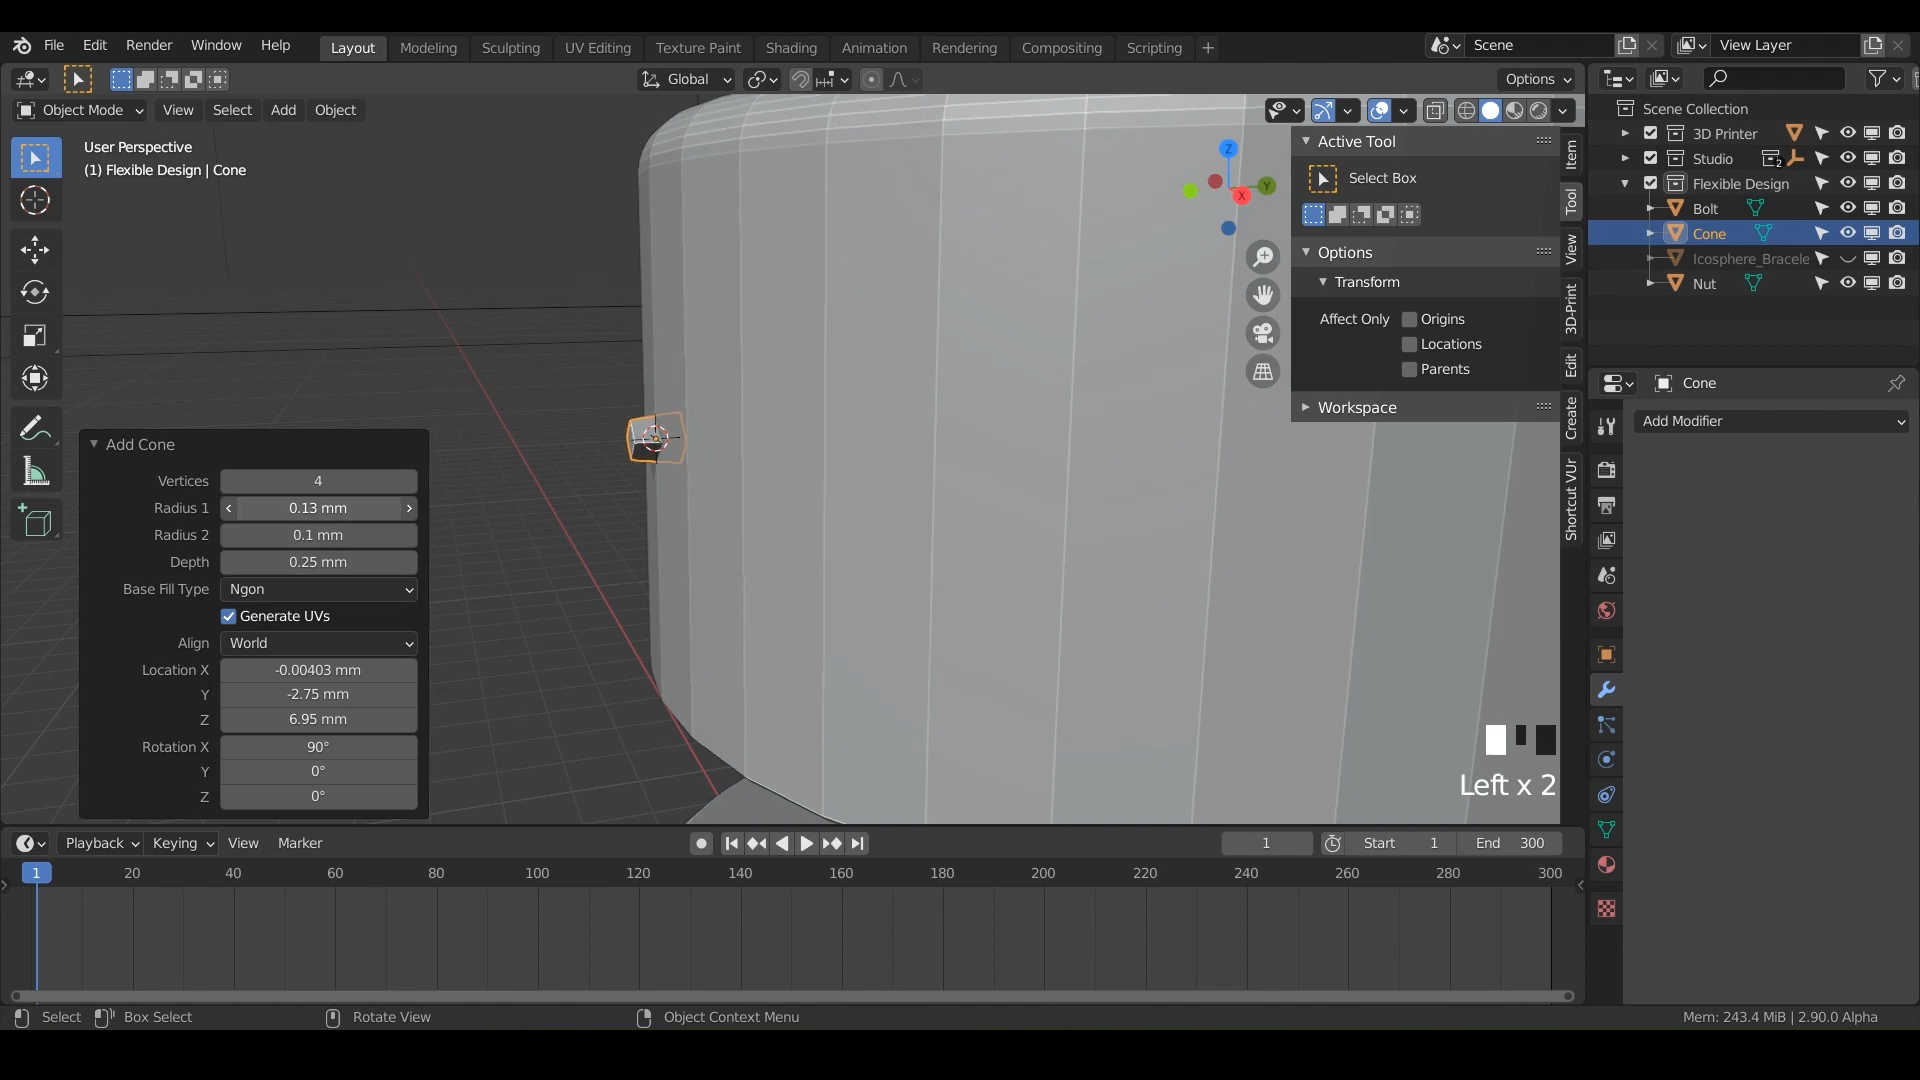 File Edit Render Window Help Layout Modeling Sculpting UV Editing Texture Paint Shading Animation Rendering Compositing Scripting + Scene View Layer
Global Options
Object Mode View Select Add Object
User Perspective
(1) Flexible Design | Cone
Z
Y
X
Active Tool
Select Box
Options
Transform
Affect Only Origins
Locations
Parents
Workspace
Item
Tool
View
3D-Print
Edit
Create
Shortcut VUr
Scene Collection
3D Printer
Studio 2
Flexible Design
Bolt
Cone
Icosphere_Bracele
Nut
Cone
Add Modifier
Add Cone
Vertices 4
Radius 1 0.13 mm
Radius 2 0.1 mm
Depth 0.25 mm
Base Fill Type Ngon
Generate UVs
Align World
Location X -0.00403 mm
Y -2.75 mm
Z 6.95 mm
Rotation X 90°
Y 0°
Z 0°
Left x 2
Playback Keying View Marker 1 Start 1 End 300
1 20 40 60 80 100 120 140 160 180 200 220 240 260 280 300
Select Box Select Rotate View Object Context Menu Mem: 243.4 MiB | 2.90.0 Alpha